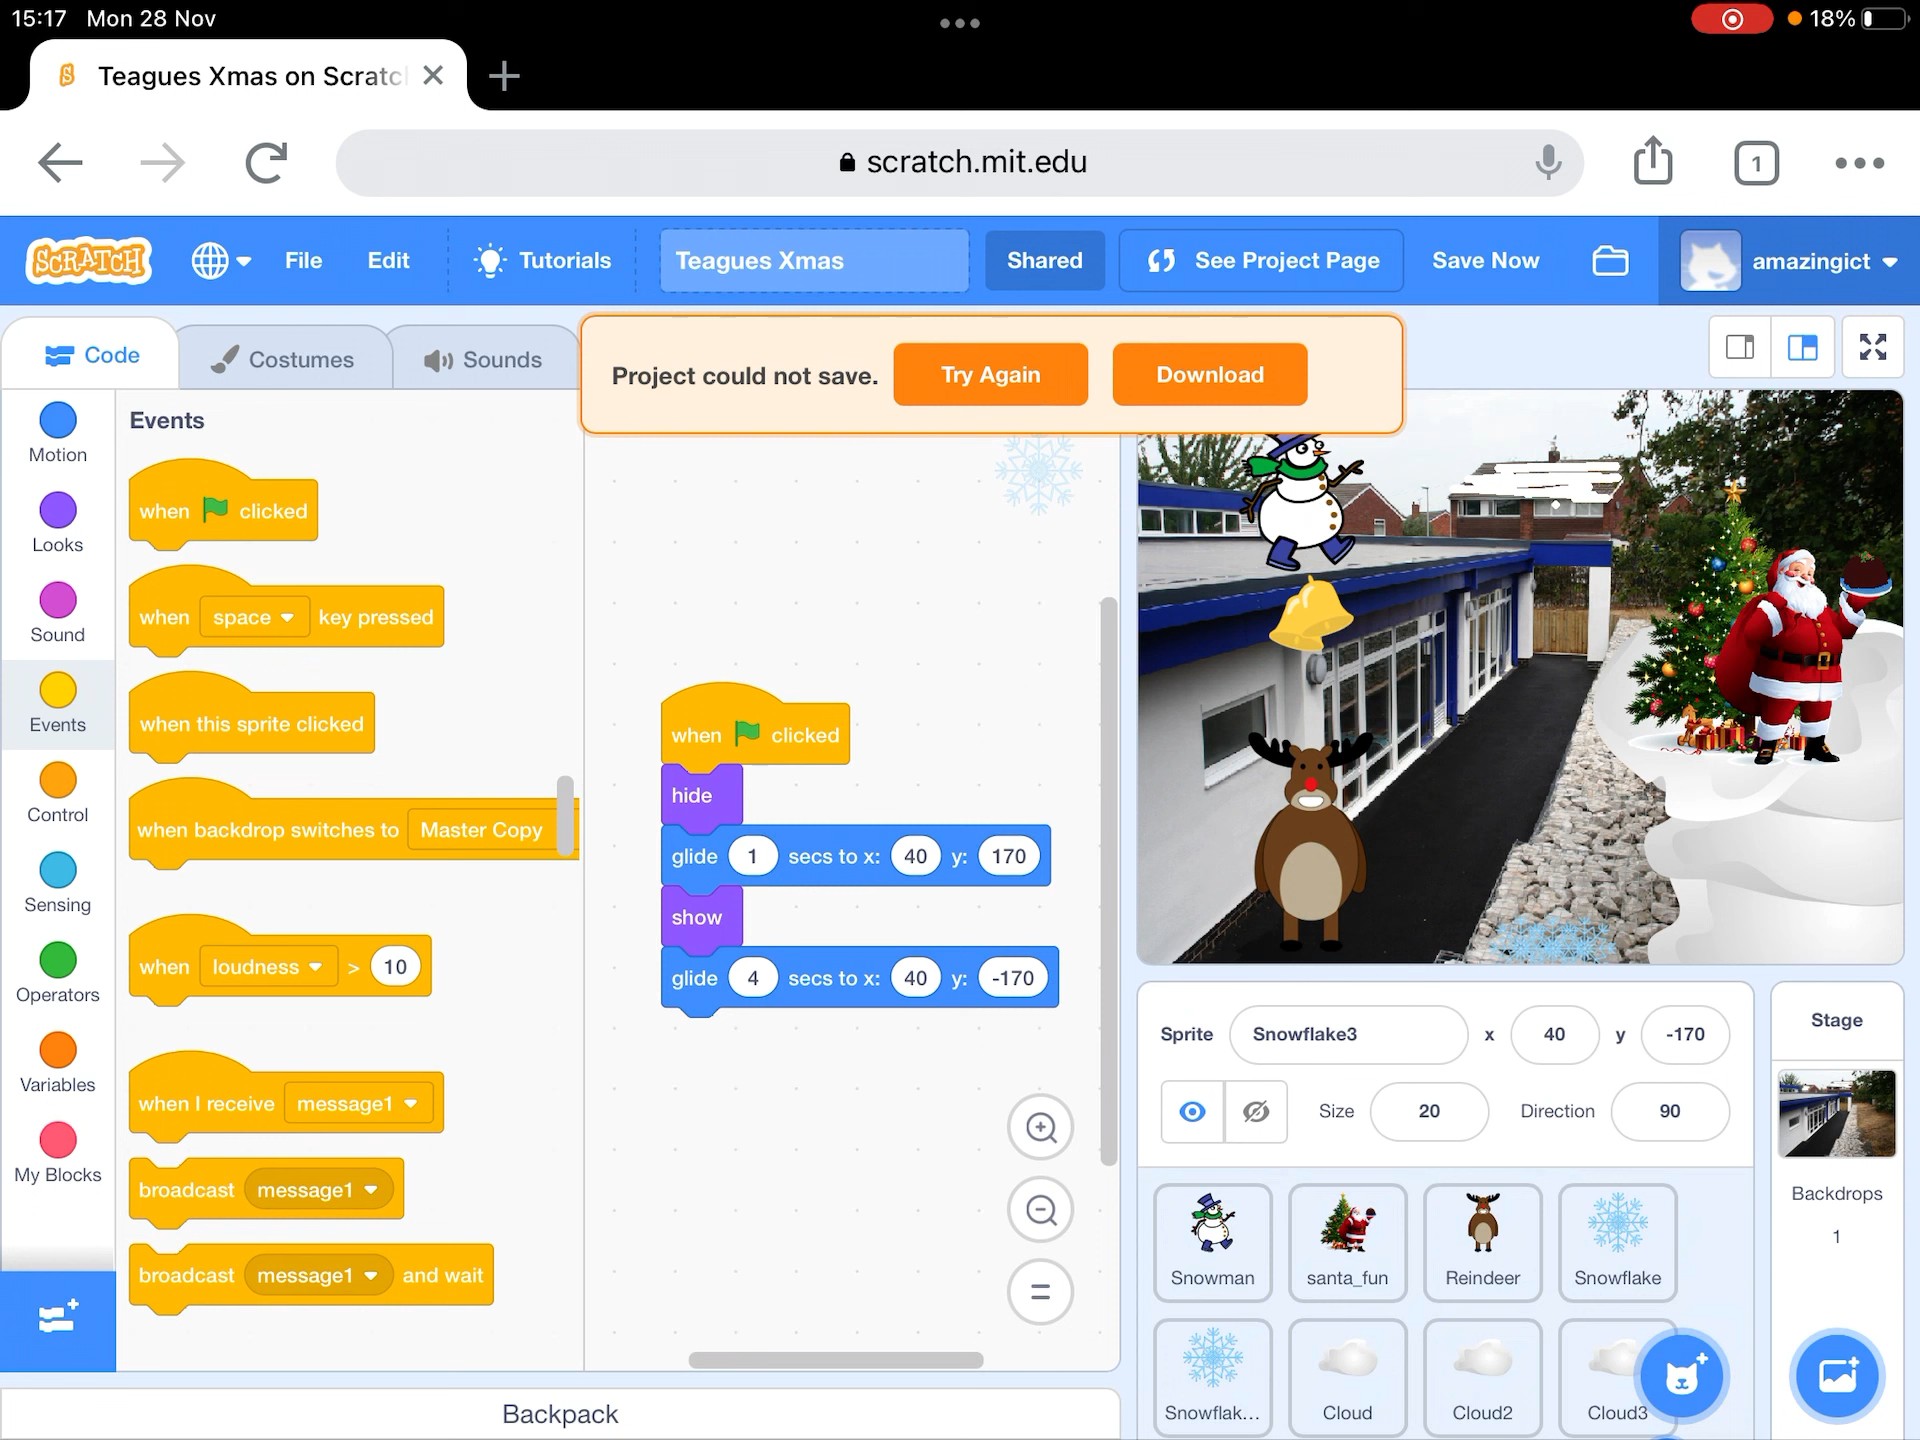 15:17 Mon 28 Nov
18%
Teagues Xmas on Scratc
scratch.mit.edu
1
SCRATCH
File
Edit
Tutorials
Teagues Xmas
Shared
See Project Page
Save Now
amazingict
Code
Costumes
Sounds
Project could not save.
Try Again
Download
Motion
Looks
Sound
Events
Control
Sensing
Operators
Variables
My Blocks
Events
when clicked
when space key pressed
when this sprite clicked
when backdrop switches to Master Copy
when loudness > 10
when I receive message1
broadcast message1
broadcast message1 and wait
when clicked
hide
glide 1 secs to x: 40 y: 170
show
glide 4 secs to x: 40 y: -170
Backpack
Sprite Snowflake3 x 40 y -170
Size 20 Direction 90
Snowman
santa_fun
Reindeer
Snowflake
Snowflak...
Cloud
Cloud2
Cloud3
Stage
Backdrops
1